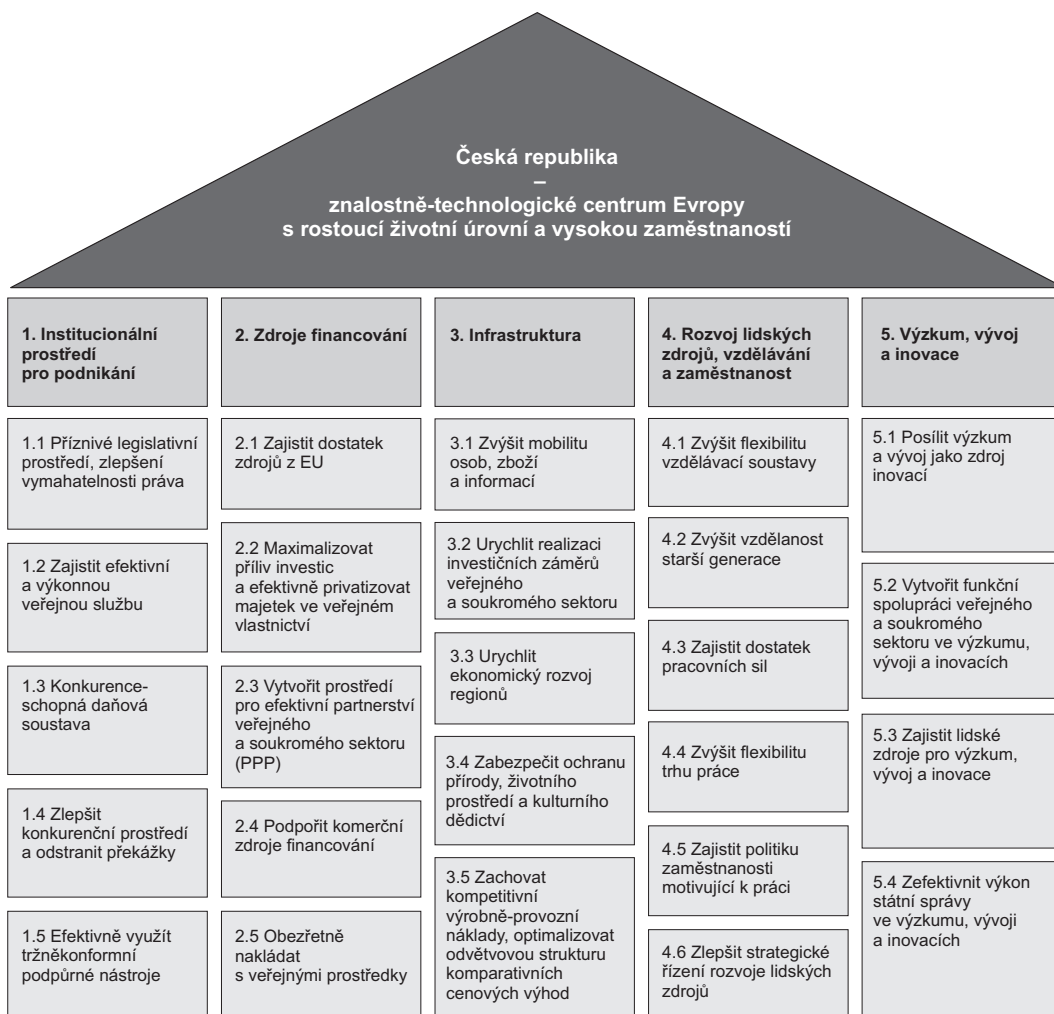 Česká republika
–
znalostně-technologické centrum Evropy
s rostoucí životní úrovní a vysokou zaměstnaností
1. Institucionální
prostředí
pro podnikání
1.1 Příznivé legislativní
prostředí, zlepšení
vymahatelnosti práva
1.2 Zajistit efektivní
a výkonnou
veřejnou službu
1.3 Konkurence-
schopná daňová
soustava
1.4 Zlepšit
konkurenční prostředí
a odstranit překážky
1.5 Efektivně využít
tržněkonformní
podpůrné nástroje
2. Zdroje financování
2.1 Zajistit dostatek
zdrojů z EU
2.2 Maximalizovat
příliv investic
a efektivně privatizovat
majetek ve veřejném
vlastnictví
2.3 Vytvořit prostředí
pro efektivní partnerství
veřejného
a soukromého sektoru
(PPP)
2.4 Podpořit komerční
zdroje financování
2.5 Obezřetně
nakládat
s veřejnými prostředky
3. Infrastruktura
3.1 Zvýšit mobilitu
osob, zboží
a informací
3.2 Urychlit realizaci
investičních záměrů
veřejného
a soukromého sektoru
3.3 Urychlit
ekonomický rozvoj
regionů
3.4 Zabezpečit ochranu
přírody, životního
prostředí a kulturního
dědictví
3.5 Zachovat
kompetitivní
výrobně-provozní
náklady, optimalizovat
odvětvovou strukturu
komparativních
cenových výhod
4. Rozvoj lidských
zdrojů, vzdělávání
a zaměstnanost
4.1 Zvýšit flexibilitu
vzdělávací soustavy
4.2 Zvýšit vzdělanost
starší generace
4.3 Zajistit dostatek
pracovních sil
4.4 Zvýšit flexibilitu
trhu práce
4.5 Zajistit politiku
zaměstnanosti
motivující k práci
4.6 Zlepšit strategické
řízení rozvoje lidských
zdrojů
5. Výzkum, vývoj
a inovace
5.1 Posílit výzkum
a vývoj jako zdroj
inovací
5.2 Vytvořit funkční
spolupráci veřejného
a soukromého
sektoru ve výzkumu,
vývoji a inovacích
5.3 Zajistit lidské
zdroje pro výzkum,
vývoj a inovace
5.4 Zefektivnit výkon
státní správy
ve výzkumu, vývoji
a inovacích